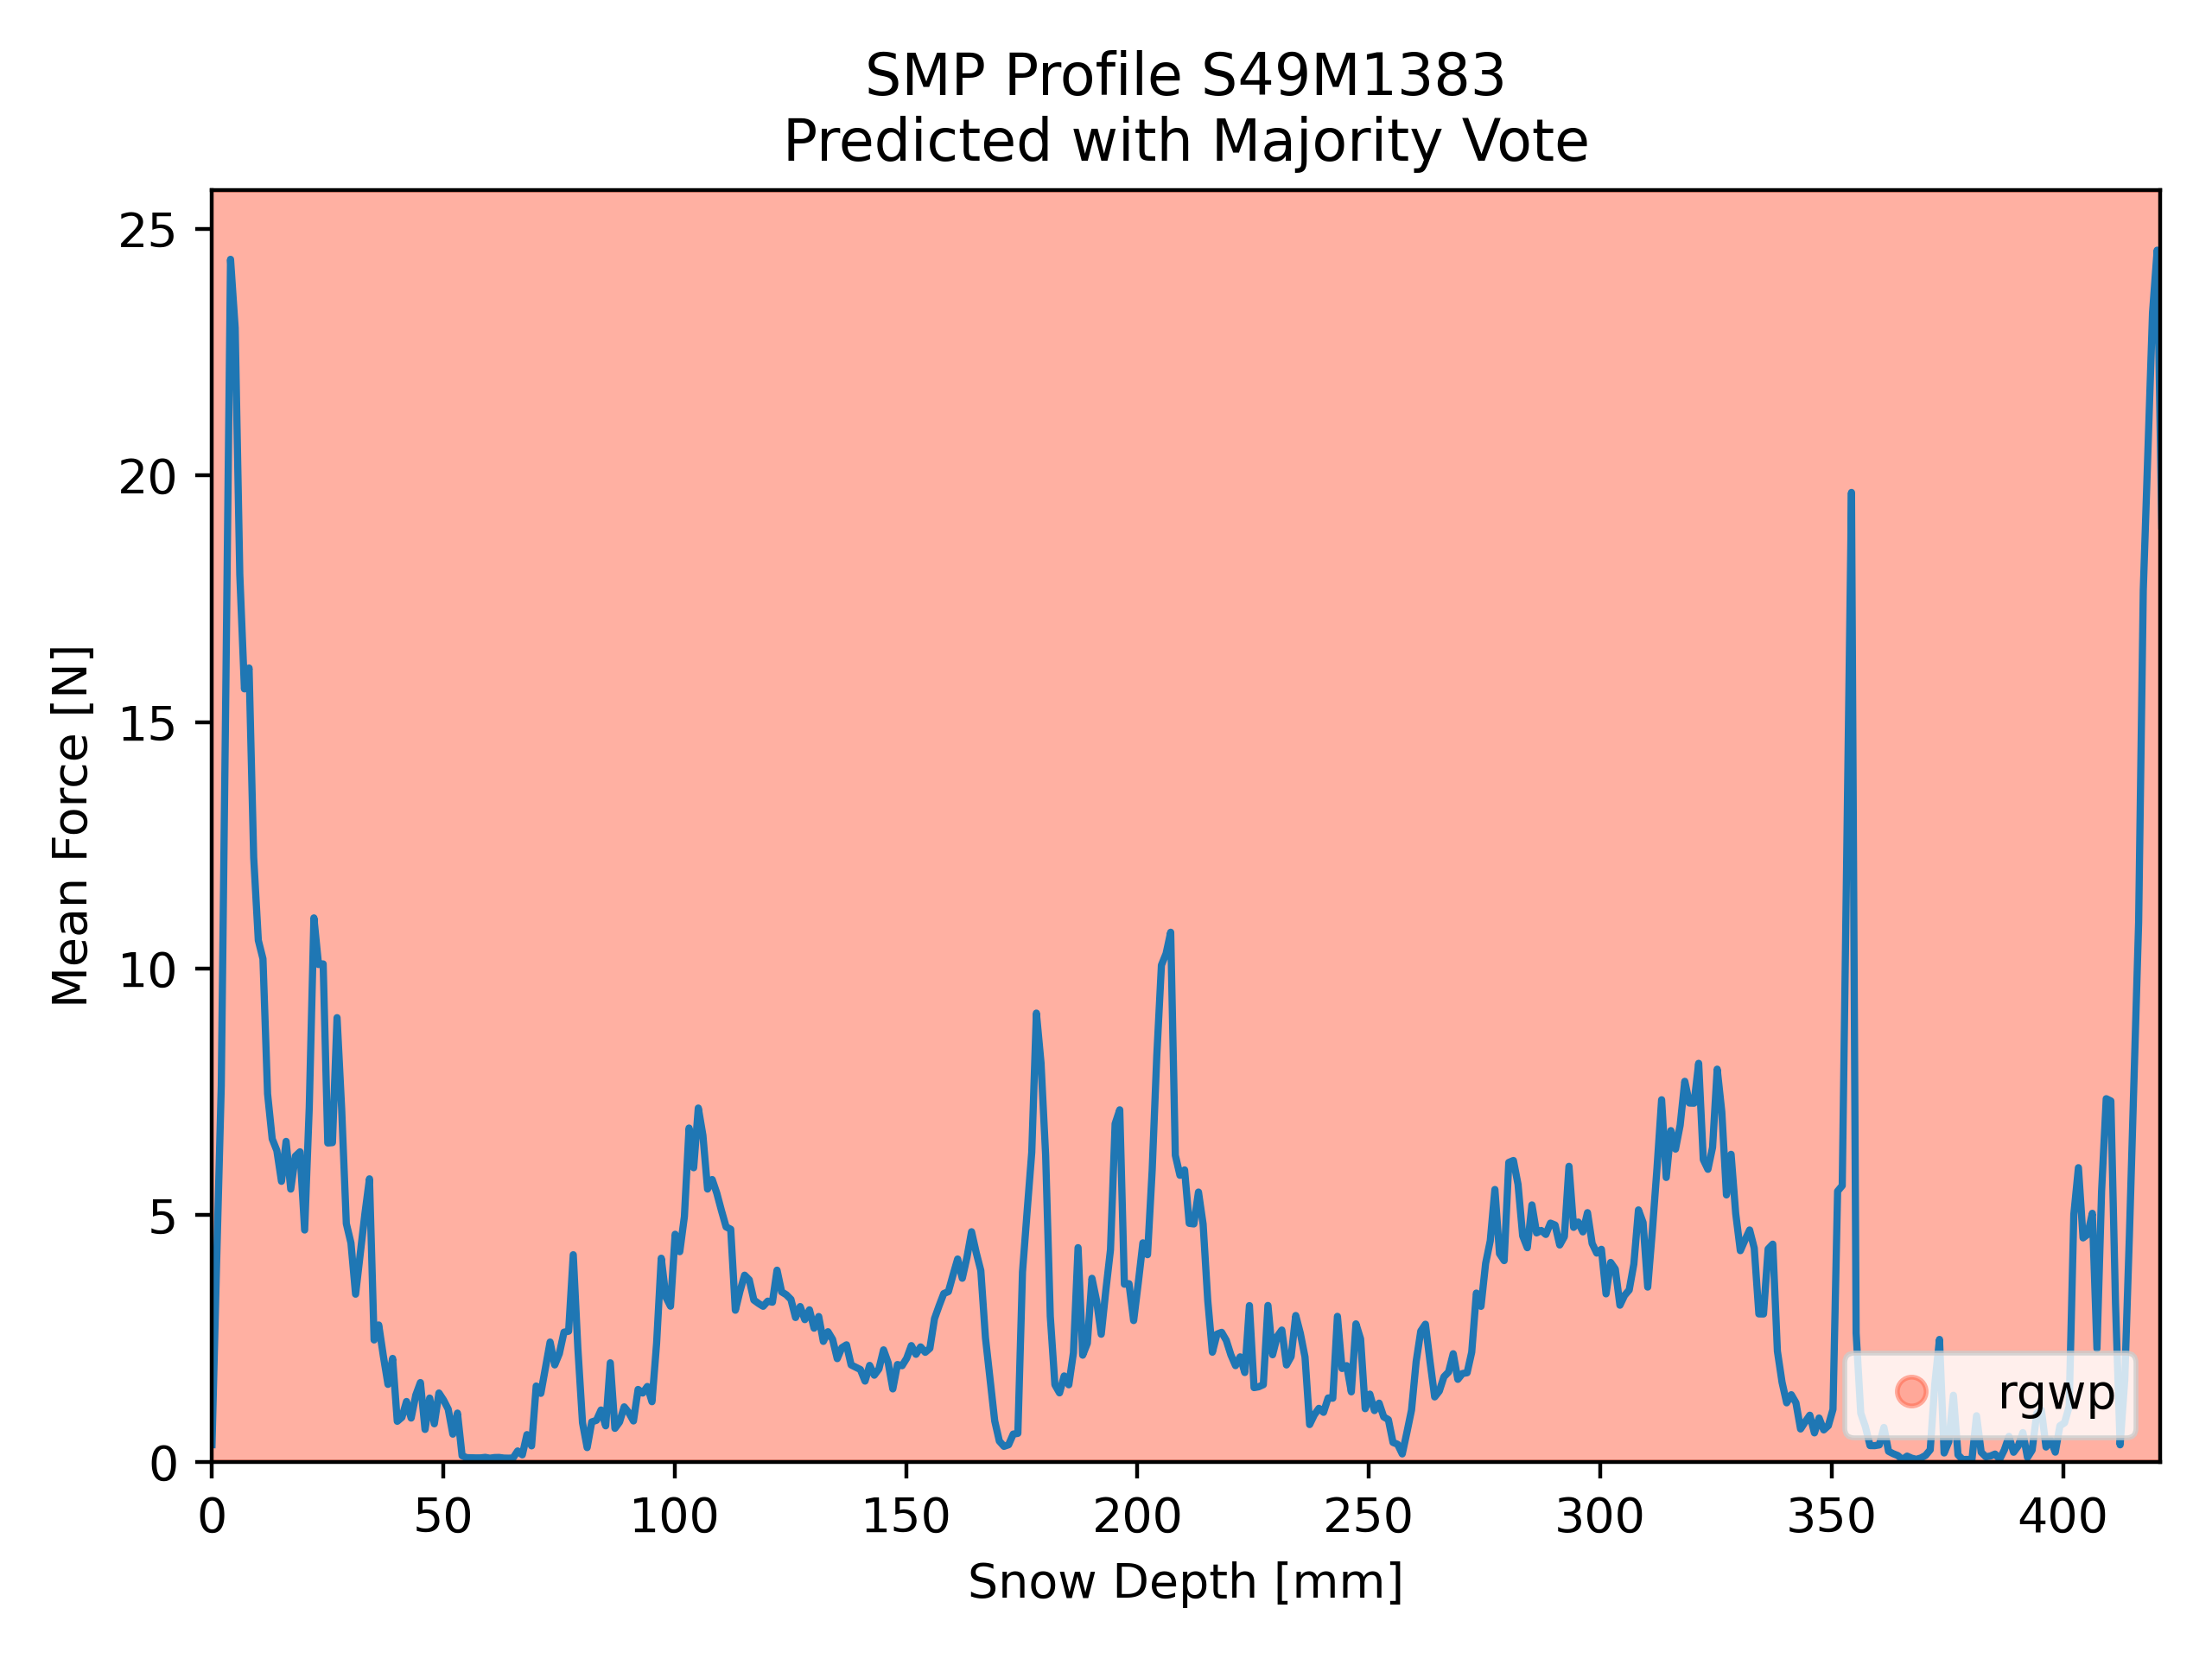 SMP Profile S49M1383
Predicted with Majority Vote
25
20
15
10
5
0
Mean Force [N]
0 50 100 150 200 250 300 350 400
Snow Depth [mm]
rgwp